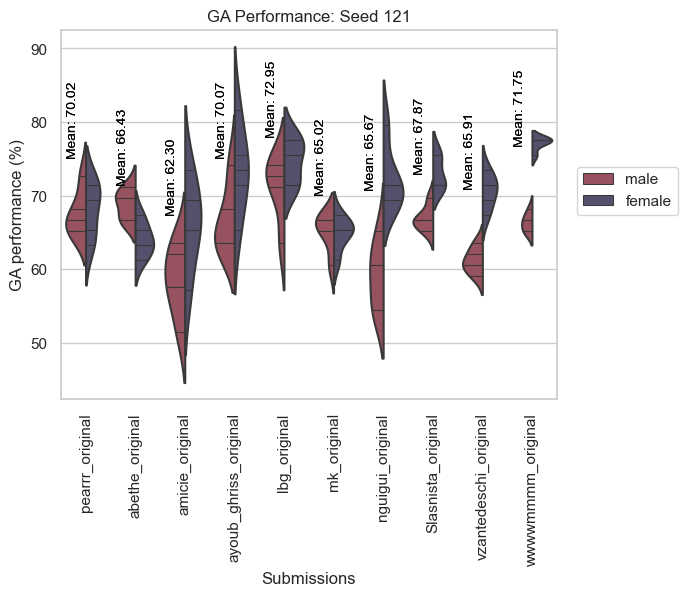 GA Performance: Seed 121
GA performance (%)
90
80
70
60
50
Mean: 70.02
Mean: 66.43
Mean: 62.30
Mean: 70.07
Mean: 72.95
Mean: 65.02
Mean: 65.67
Mean: 67.87
Mean: 65.91
Mean: 71.75
male
female
pearrr_original
abethe_original
amicie_original
ayoub_ghriss_original
lbg_original
mk_original
nguigui_original
Slasnista_original
vzantedeschi_original
wwwwmmmm_original
Submissions